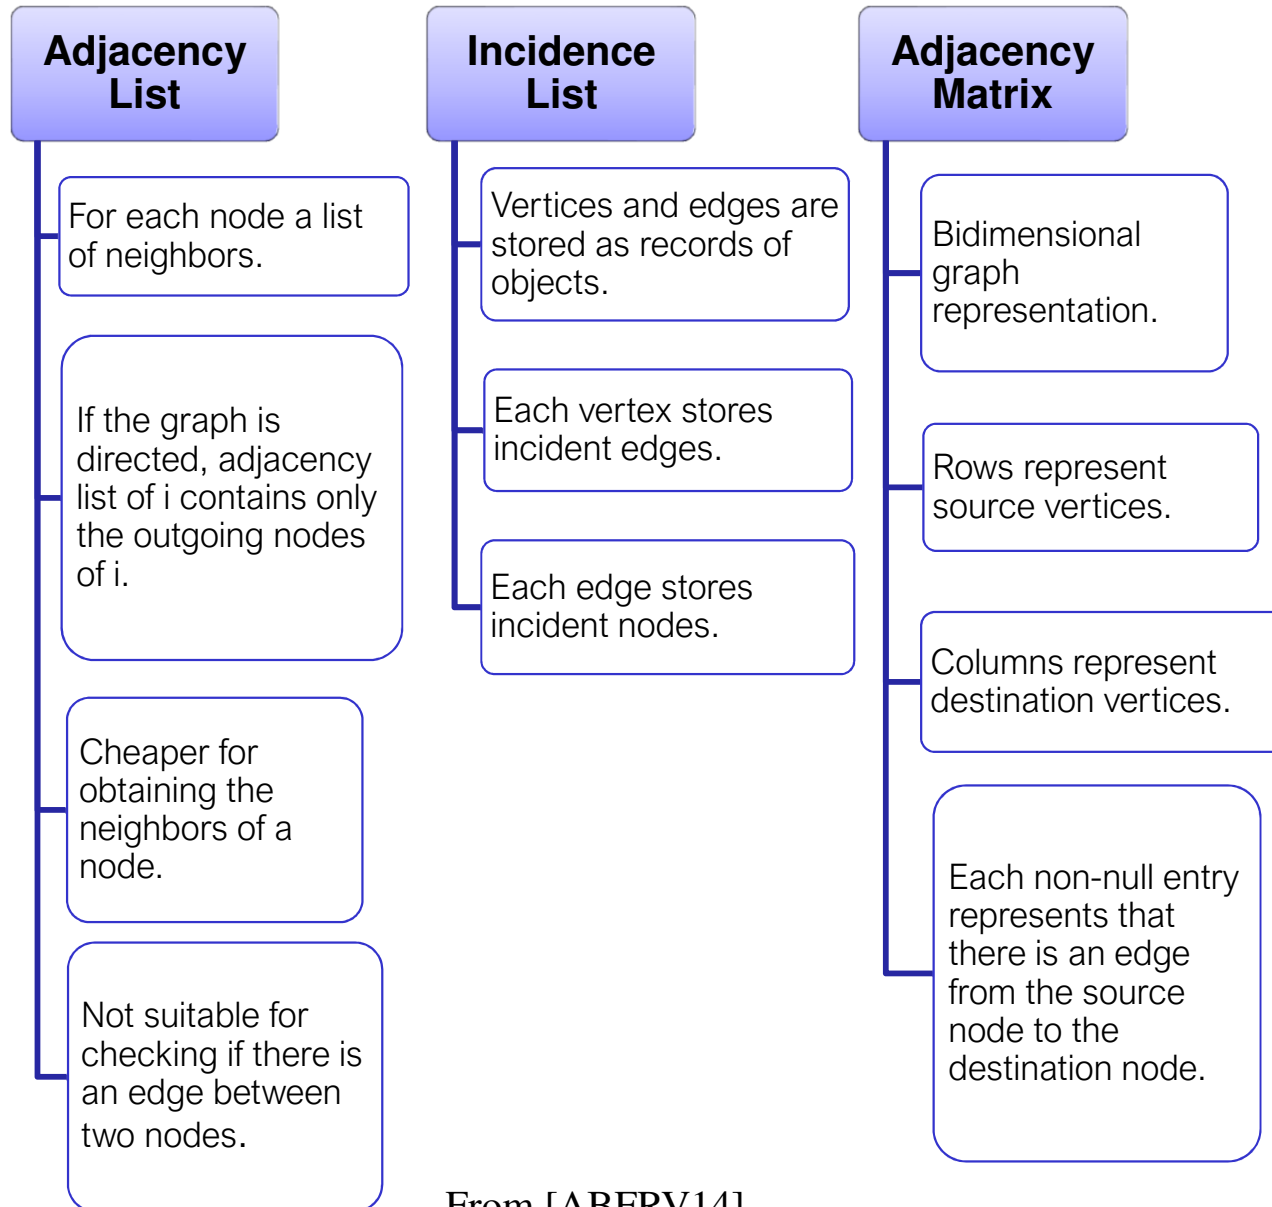 Adjacency
List
For each node a list
of neighbors.
If the graph is
directed, adjacency
list of i contains only
the outgoing nodes
of i.
Cheaper for
obtaining the
neighbors of a
node.
Not suitable for
checking if there is
an edge between
two nodes.
Incidence
List
Vertices and edges are
stored as records of
objects.
Each vertex stores
incident edges.
Each edge stores
incident nodes.
Adjacency
Matrix
Bidimensional
graph
representation.
Rows represent
source vertices.
Columns represent
destination vertices.
Each non-null entry
represents that
there is an edge
from the source
node to the
destination node.
From